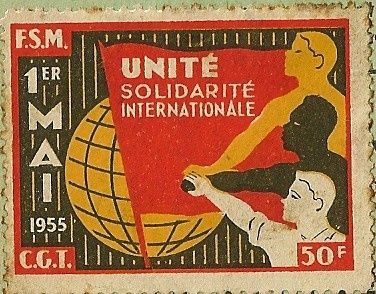 F.S.M.
1ER
MAI
1955
C.G.T.
UNITÉ
SOLIDARITÉ
INTERNATIONALE
50F